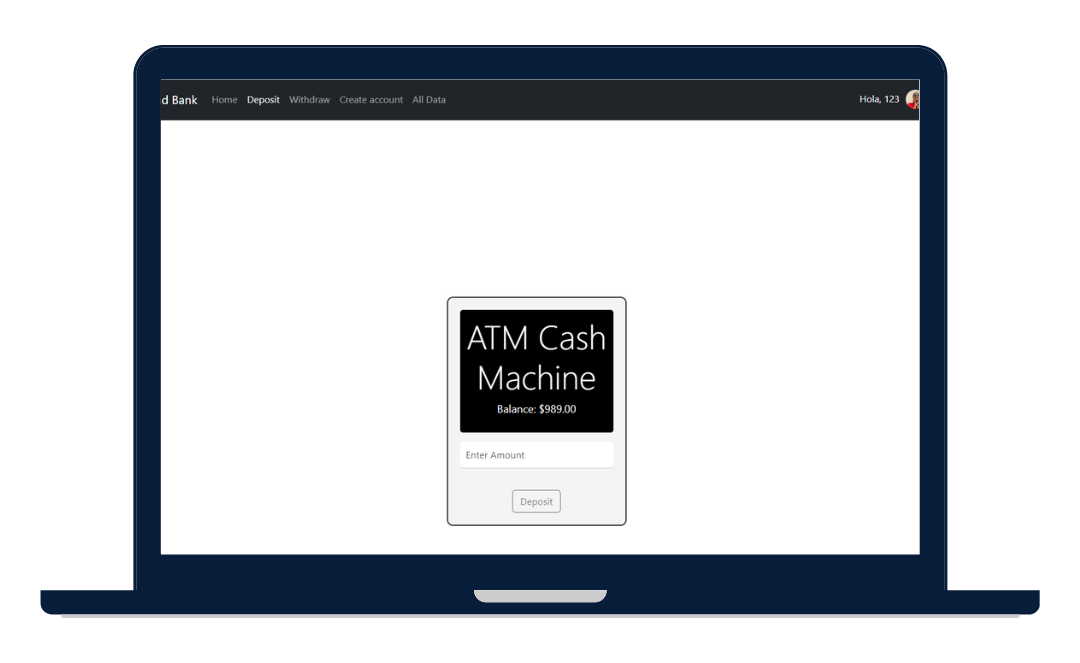 d Bank Home Deposit Withdraw Create account All Data Hola, 123
ATM Cash
Machine
Balance: $989.00
Enter Amount
Deposit